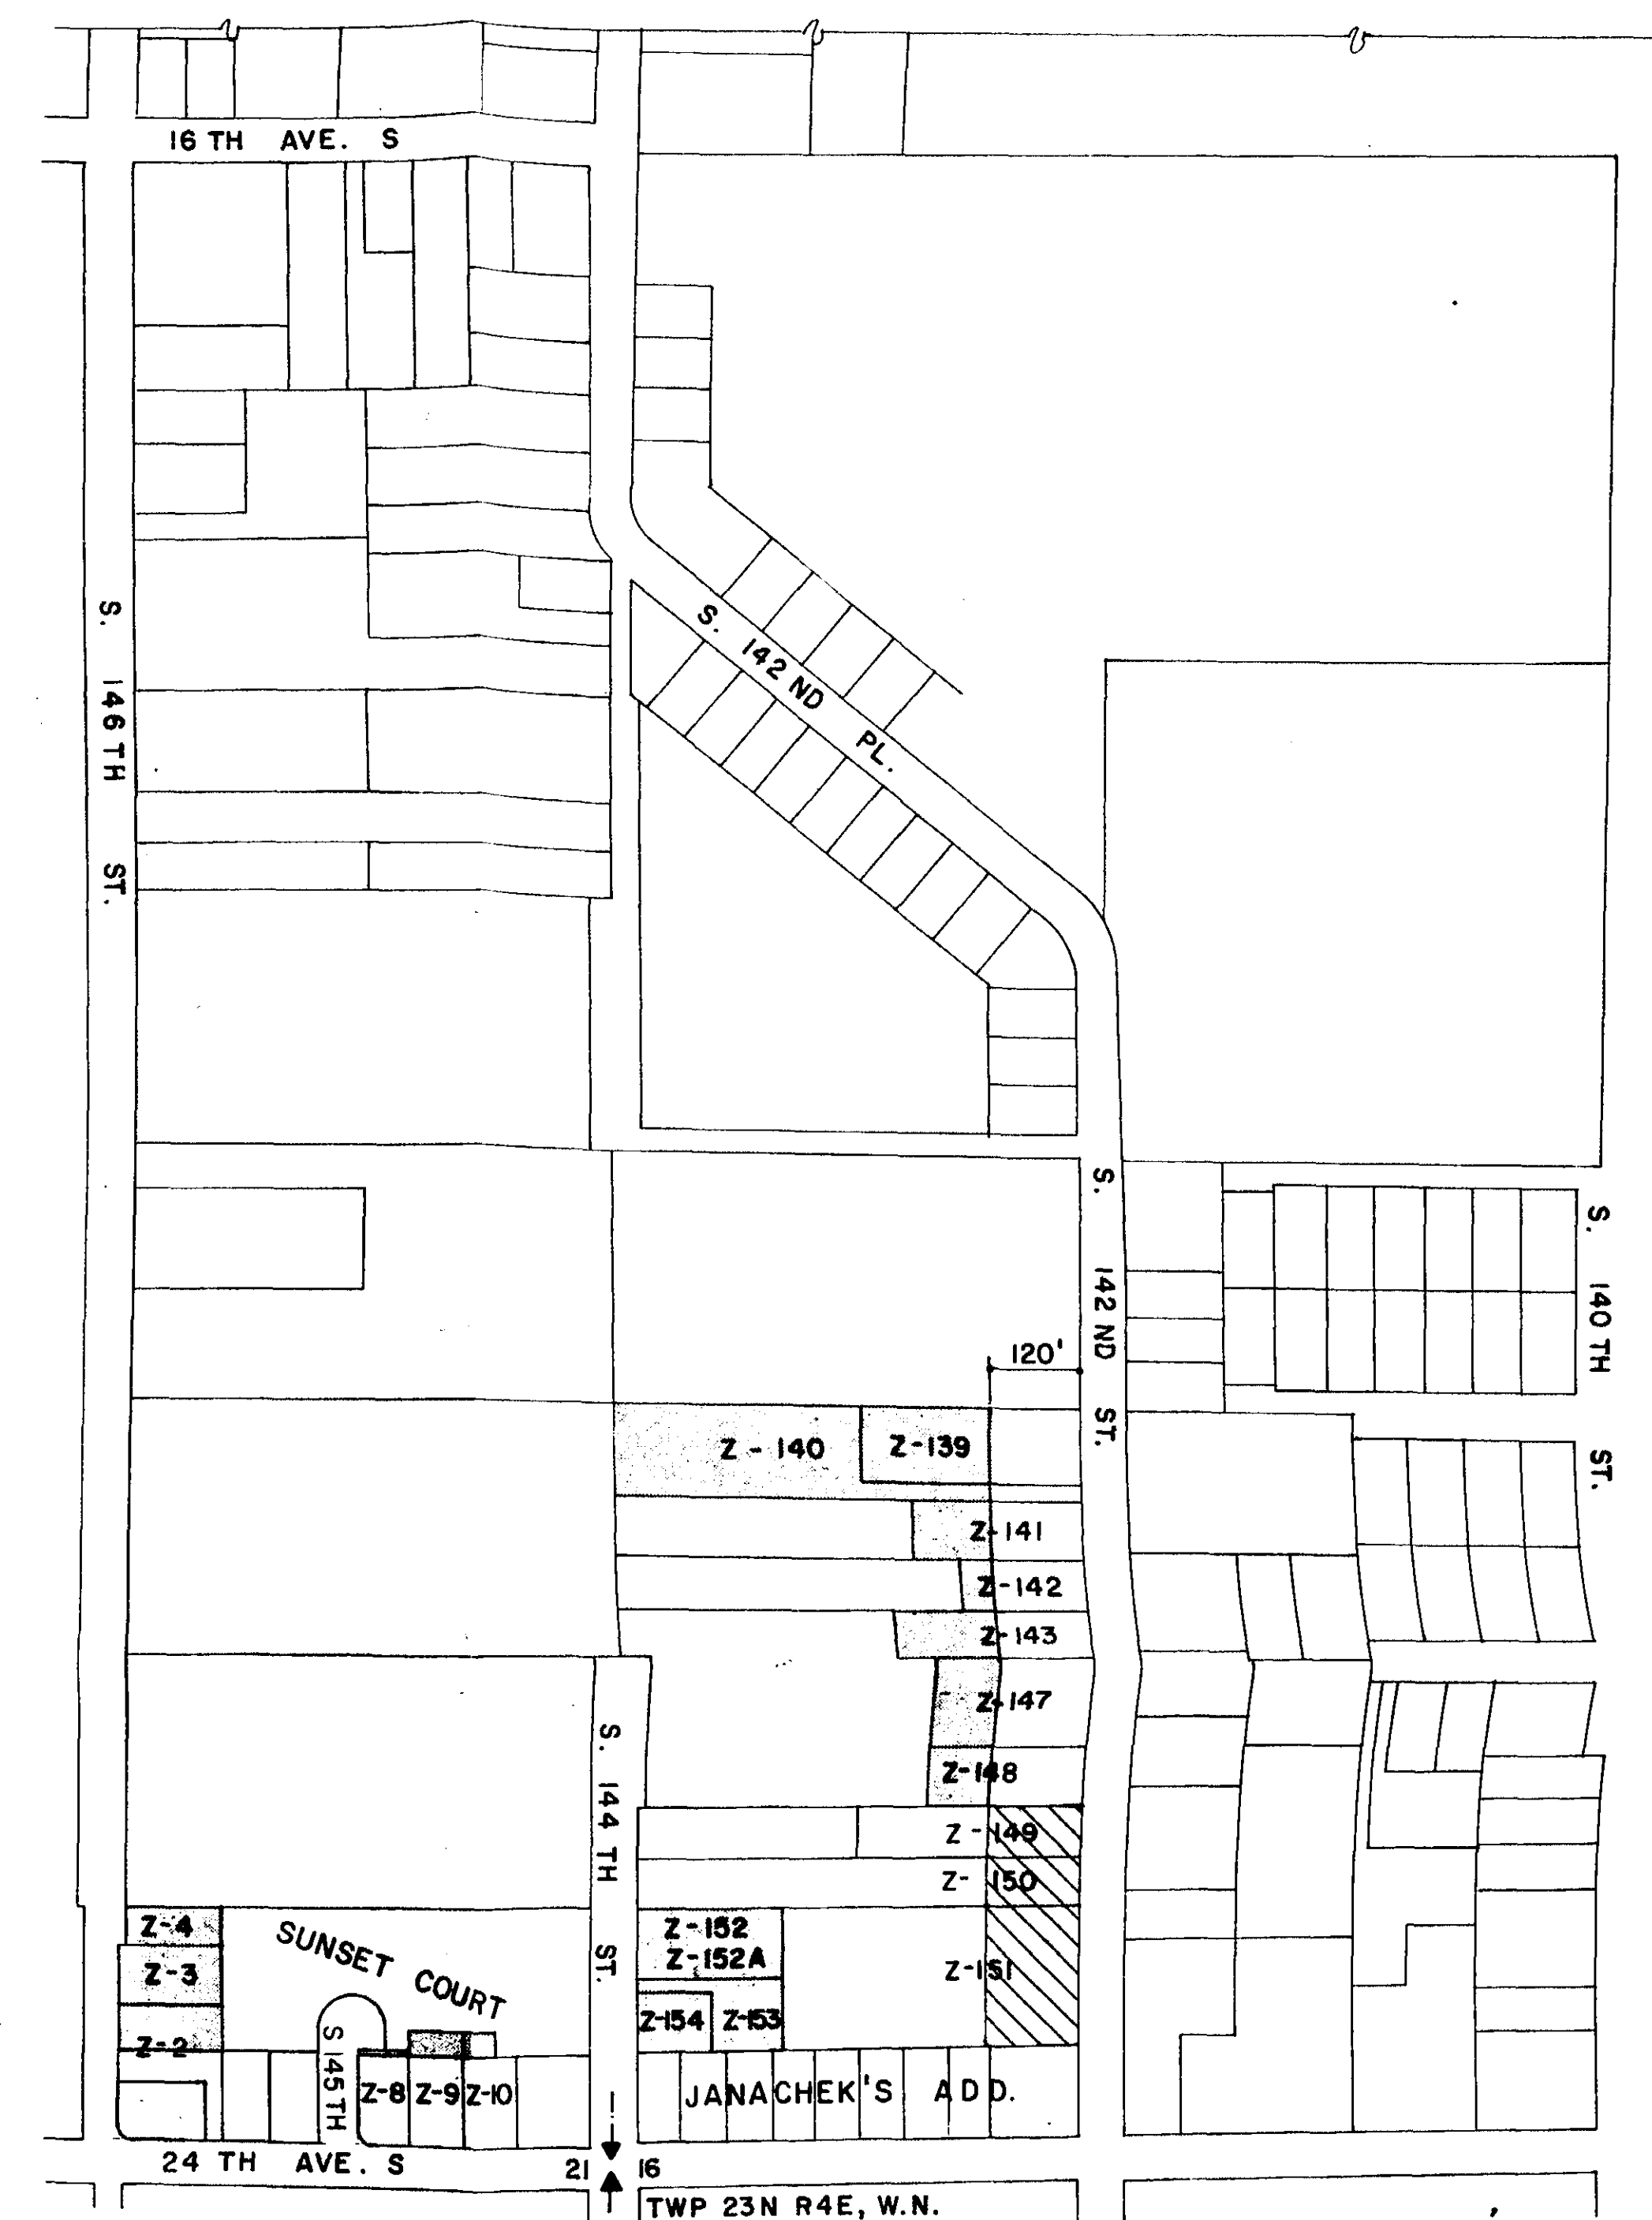 16 TH AVE. S
S. 146 TH ST.
S. 142 ND PL.
S. 142 ND ST.
S. 140 TH ST.
120'
Z - 140
Z-139
Z-141
Z-142
Z-143
Z-147
Z-148
S. 144 TH ST.
Z - 149
Z- 150
Z-151
Z-152
Z-152A
Z-154
Z-153
Z-4
Z-3
Z-2
SUNSET COURT
S 145 TH
Z-8
Z-9
Z-10
JANACHEK'S ADD.
24 TH AVE. S
21
16
TWP 23N R4E, W.N.